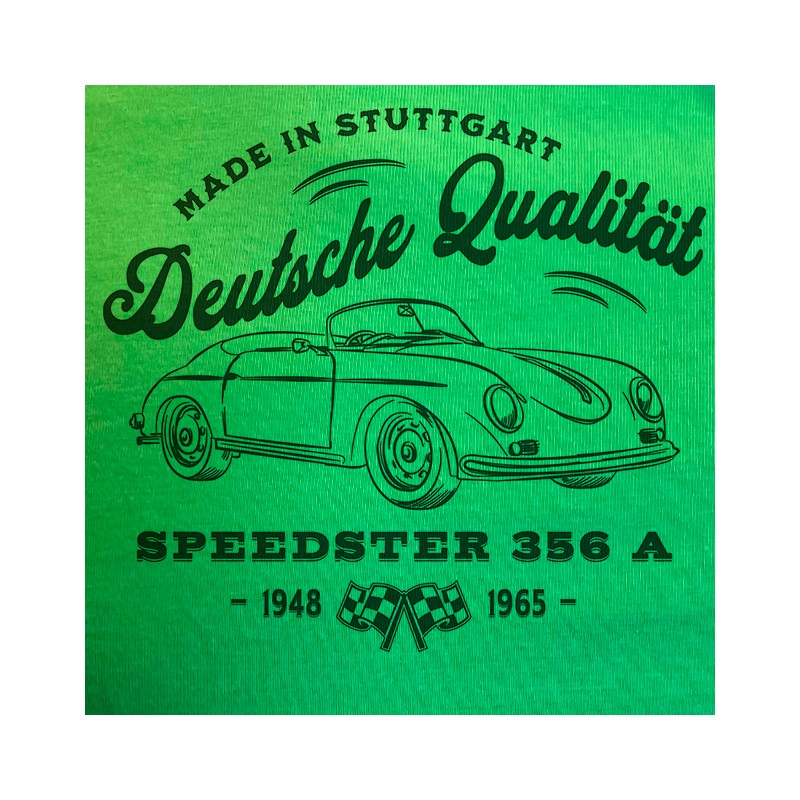 MADE IN STUTTGART
Deutsche Qualität
SPEEDSTER 356 A
- 1948 1965 -